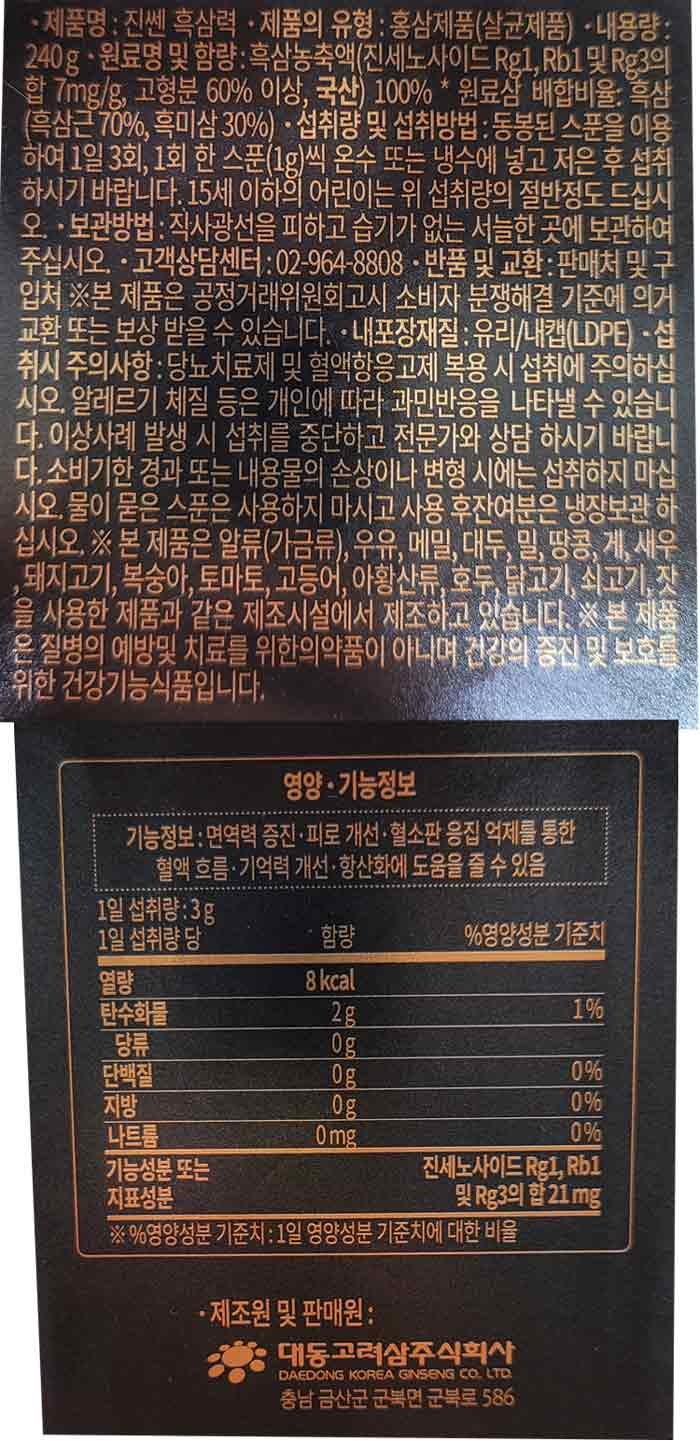 ·제품명 : 진쎈 흑삼력 ·제품의 유형 : 홍삼제품(살균제품) ·내용량 :
240g ·원료명 및 함량 : 흑삼농축액(진세노사이드 Rg1, Rb1 및 Rg3의
합 7mg/g, 고형분 60% 이상, 국산) 100% * 원료삼 배합비율: 흑삼
(흑삼근 70%, 흑미삼 30%) ·섭취량 및 섭취방법 : 동봉된 스푼을 이용
하여 1일 3회, 1회 한 스푼(1g)씩 온수 또는 냉수에 넣고 저은 후 섭취
하시기 바랍니다. 15세 이하의 어린이는 위 섭취량의 절반정도 드십시
오. ·보관방법 : 직사광선을 피하고 습기가 없는 서늘한 곳에 보관하여
주십시오. ·고객상담센터 : 02-964-8808 ·반품 및 교환 : 판매처 및 구
입처 ※본 제품은 공정거래위원회고시 소비자 분쟁해결 기준에 의거
교환 또는 보상 받을 수 있습니다. ·내포장재질 : 유리/내캡(LDPE) ·섭
취시 주의사항 : 당뇨치료제 및 혈액항응고제 복용 시 섭취에 주의하십
시오. 알레르기 체질 등은 개인에 따라 과민반응을 나타낼 수 있습니
다. 이상사례 발생 시 섭취를 중단하고 전문가와 상담 하시기 바랍니
다. 소비기한 경과 또는 내용물의 손상이나 변형 시에는 섭취하지 마십
시오. 물이 묻은 스푼은 사용하지 마시고 사용 후잔여분은 냉장보관 하
십시오. ※ 본 제품은 알류(가금류), 우유, 메밀, 대두, 밀, 땅콩, 게, 새우
, 돼지고기, 복숭아, 토마토, 고등어, 아황산류, 호두, 닭고기, 쇠고기, 잣
을 사용한 제품과 같은 제조시설에서 제조하고 있습니다. ※ 본 제품
은 질병의 예방및 치료를 위한의약품이 아니며 건강의 증진 및 보호를
위한 건강기능식품입니다.
영양·기능정보
기능정보 : 면역력 증진·피로 개선·혈소판 응집 억제를 통한
혈액 흐름·기억력 개선·항산화에 도움을 줄 수 있음
1일 섭취량 : 3g
1일 섭취량 당 함량 %영양성분 기준치
열량 8 kcal
탄수화물 2g 1%
당류 0g
단백질 0g 0%
지방 0g 0%
나트륨 0mg 0%
기능성분 또는 진세노사이드 Rg1, Rb1
지표성분 및 Rg3의 합 21mg
※ %영양성분 기준치 : 1일 영양성분 기준치에 대한 비율
·제조원 및 판매원 :
대동고려삼주식회사
DAEDONG KOREA GINSENG CO. LTD.
충남 금산군 군북면 군북로 586